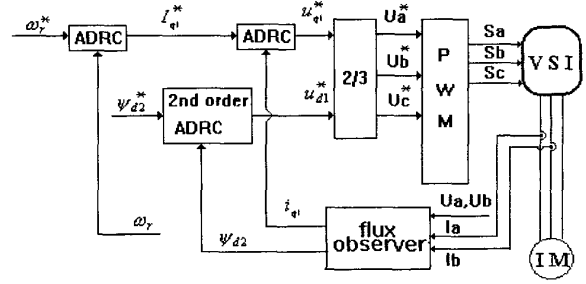 ω_r* ADRC I_q1* ADRC u_q1* Ua* Sa
Ub* Sb
Uc* Sc
2/3 PWM VSI
ψ_d2* 2nd order
ADRC
u_d1*
ω_r ψ_d2 i_q1
flux
observer
Ua,Ub
Ia
Ib
IM